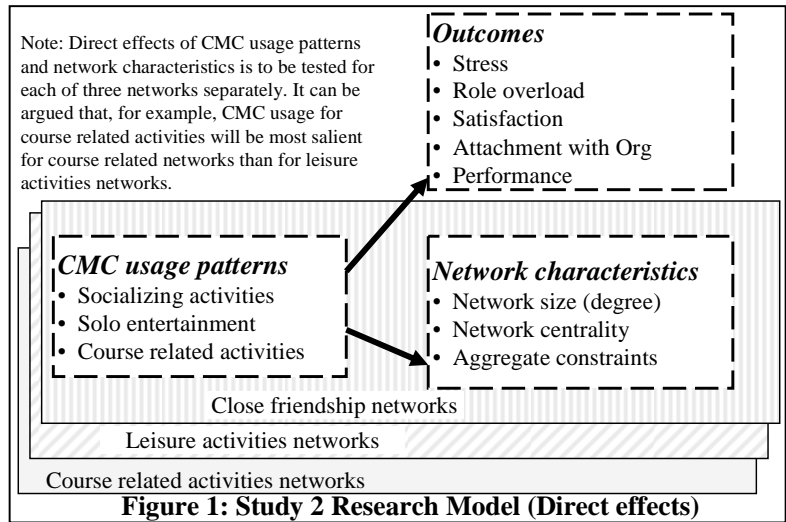 Note: Direct effects of CMC usage patterns
and network characteristics is to be tested for
each of three networks separately. It can be
argued that, for example, CMC usage for
course related activities will be most salient
for course related networks than for leisure
activities networks.
Outcomes
• Stress
• Role overload
• Satisfaction
• Attachment with Org
• Performance
CMC usage patterns
• Socializing activities
• Solo entertainment
• Course related activities
Network characteristics
• Network size (degree)
• Network centrality
• Aggregate constraints
Close friendship networks
Leisure activities networks
Course related activities networks
Figure 1: Study 2 Research Model (Direct effects)